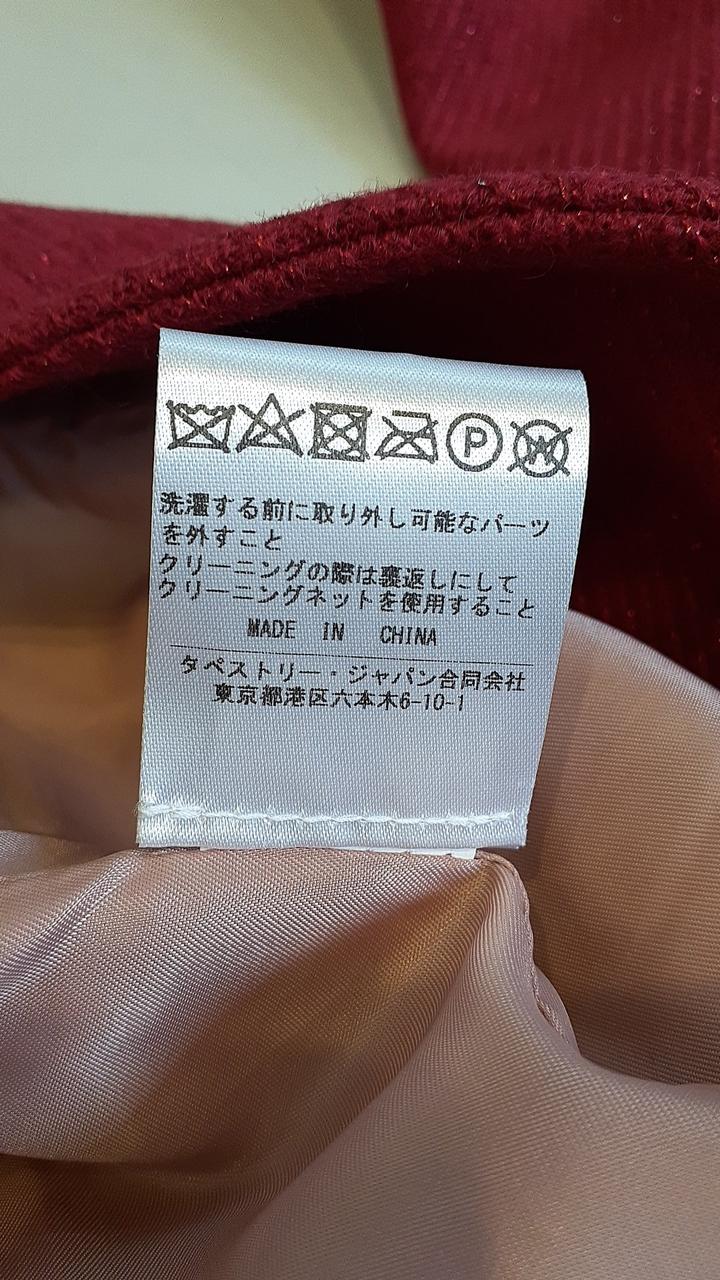 P W
洗濯する前に取り外し可能なパーツ
を外すこと
クリーニングの際は裏返しにして
クリーニングネットを使用すること
MADE IN CHINA
タペストリー・ジャパン合同会社
東京都港区六本木6-10-1